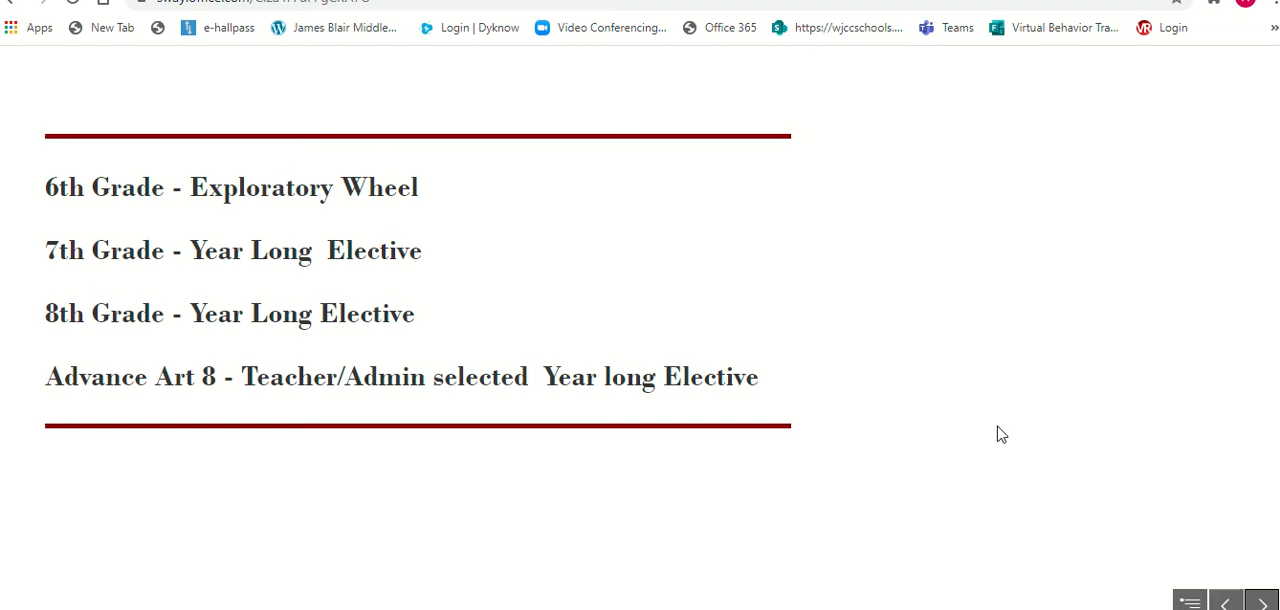 Apps New Tab e-hallpass James Blair Middle... Login | Dyknow Video Conferencing... Office 365 https://wjccschools.... Teams Virtual Behavior Tra... Login »
6th Grade - Exploratory Wheel
7th Grade - Year Long Elective
8th Grade - Year Long Elective
Advance Art 8 - Teacher/Admin selected Year long Elective